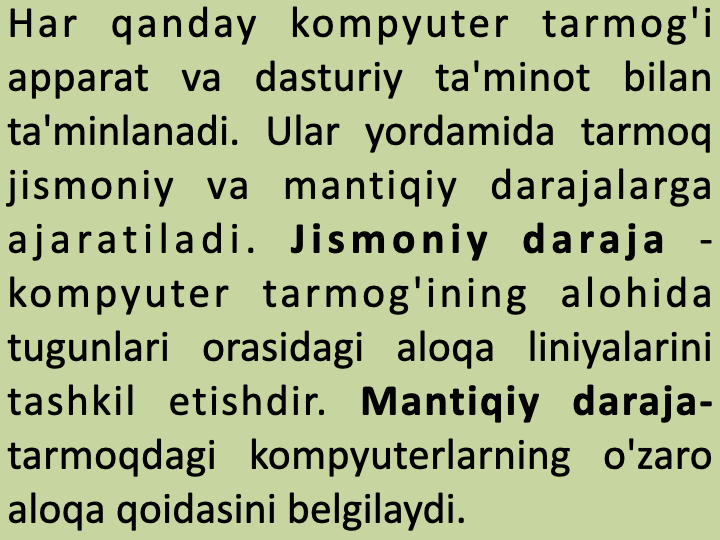 Har qanday kompyuter tarmog'i
apparat va dasturiy ta'minot bilan
ta'minlanadi. Ular yordamida tarmoq
jismoniy va mantiqiy darajalarga
ajaratiladi. Jismoniy daraja -
kompyuter tarmog'ining alohida
tugunlari orasidagi aloqa liniyalarini
tashkil etishdir. Mantiqiy daraja-
tarmoqdagi kompyuterlarning o'zaro
aloqa qoidasini belgilaydi.